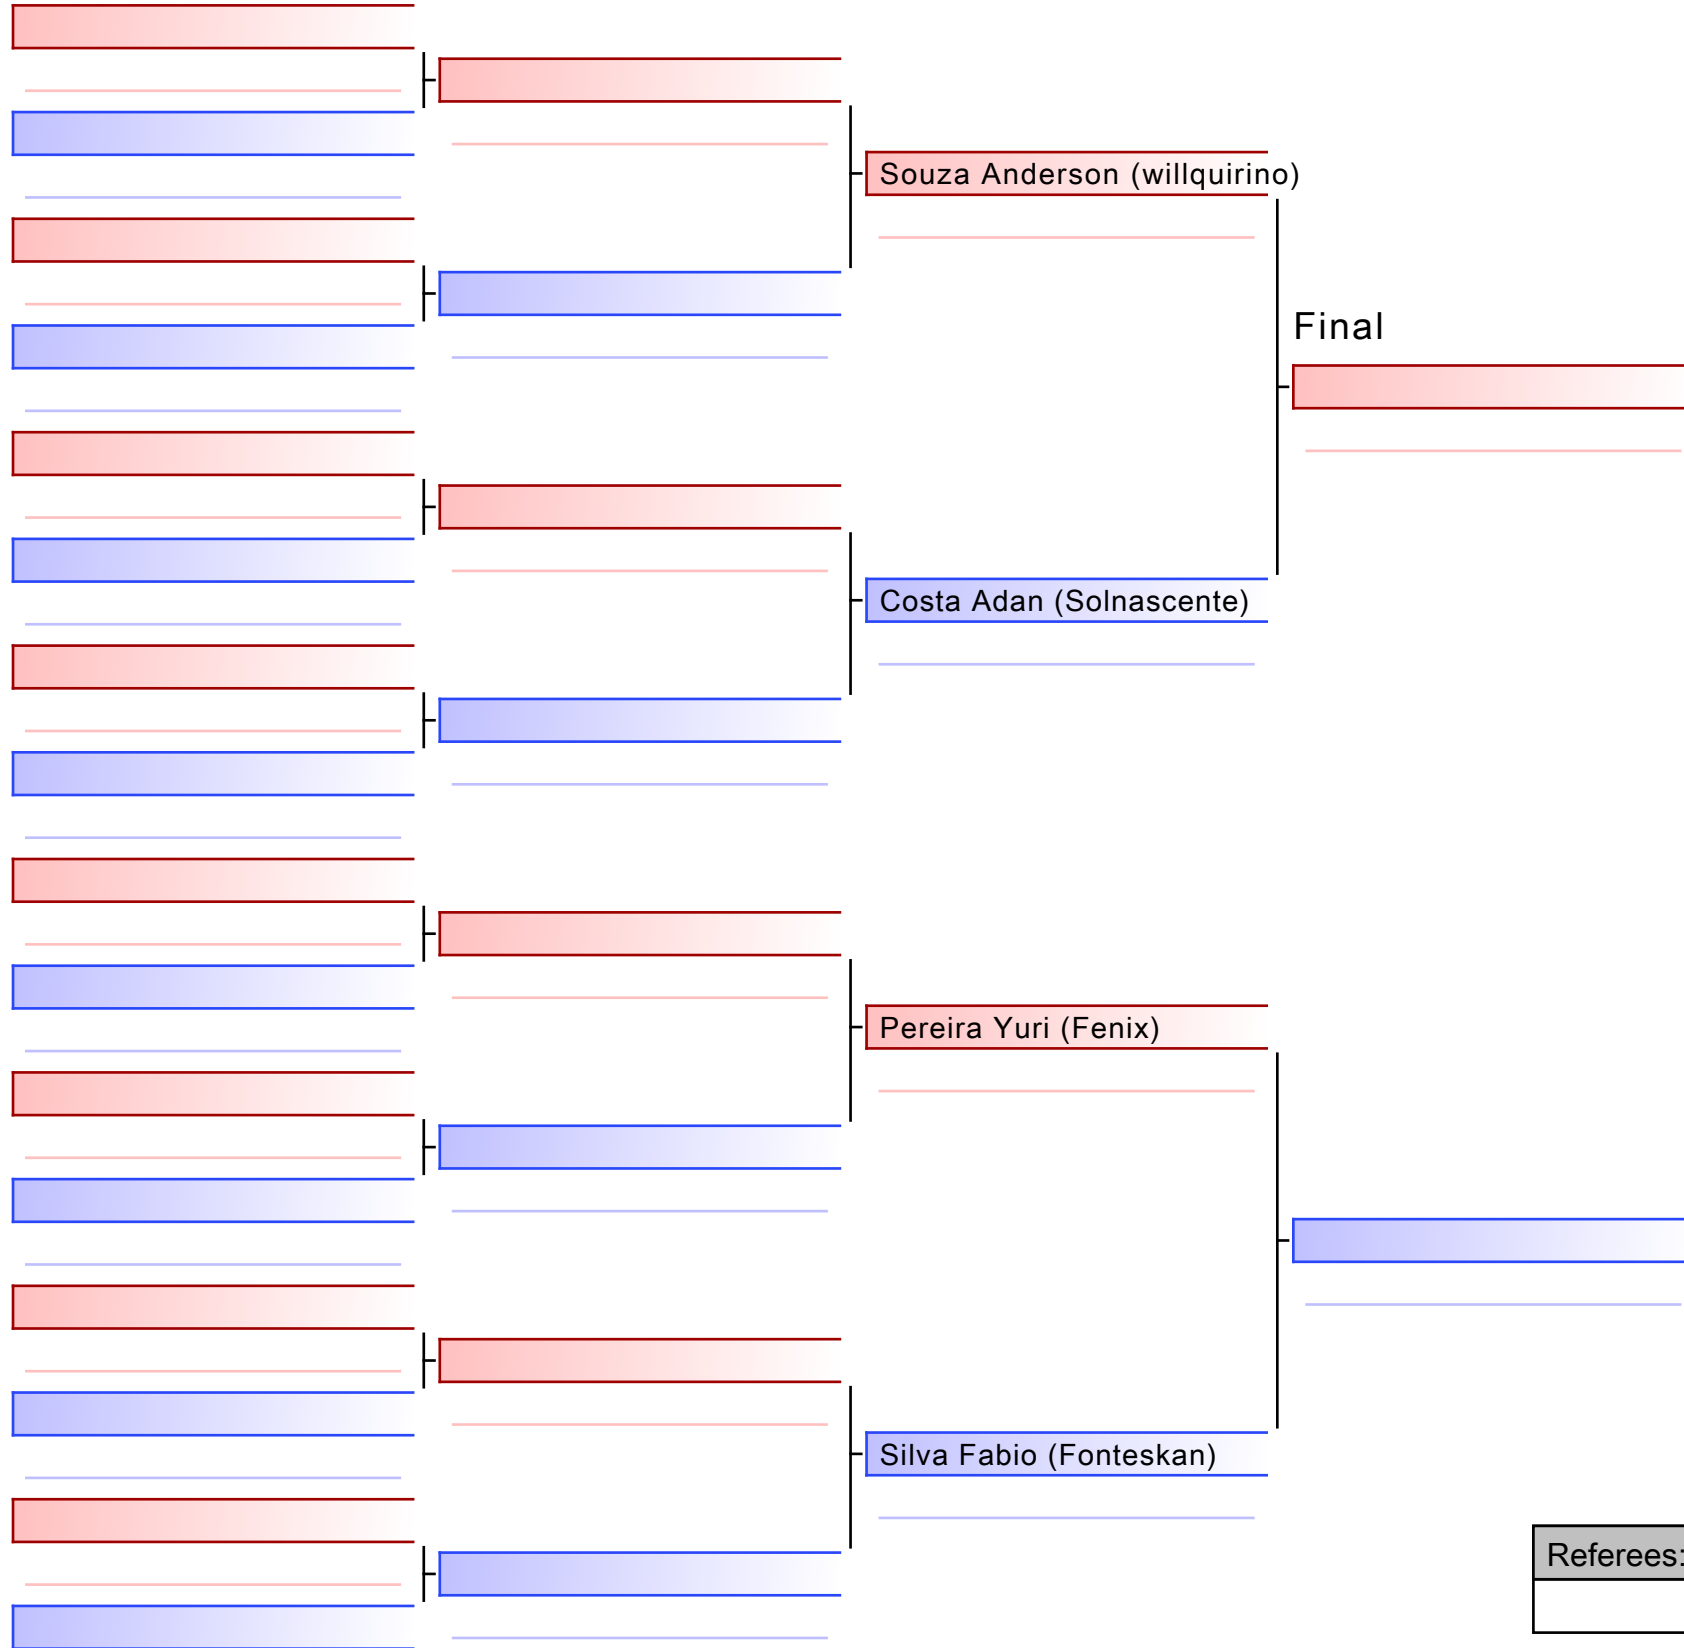 Souza Anderson (willquirino)
Final
Costa Adan (Solnascente)
Pereira Yuri (Fenix)
Silva Fabio (Fonteskan)
Referees: